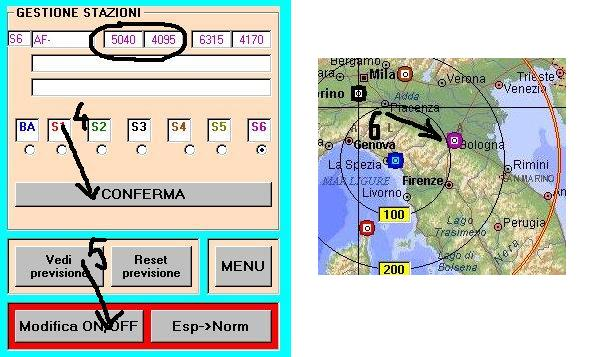 GESTIONE STAZIONI
S6 AF- 5040 4095 6315 4170
4
BA S1 S2 S3 S4 S5 S6
CONFERMA
5
Vedi previsione
Reset previsione
MENU
Modifica ON/OFF
Esp->Norm
Bergamo
Mila
Verona
Trieste
Venezia
rino
Adda
Piacenza
6
Genova
Bologna
La Spezia
Rimini
MAR LIGURE
Firenze
SAN MARINO
Livorno
An
100
Lago Trasimeno
Perugia
Lago di Bolsena
Nera
200